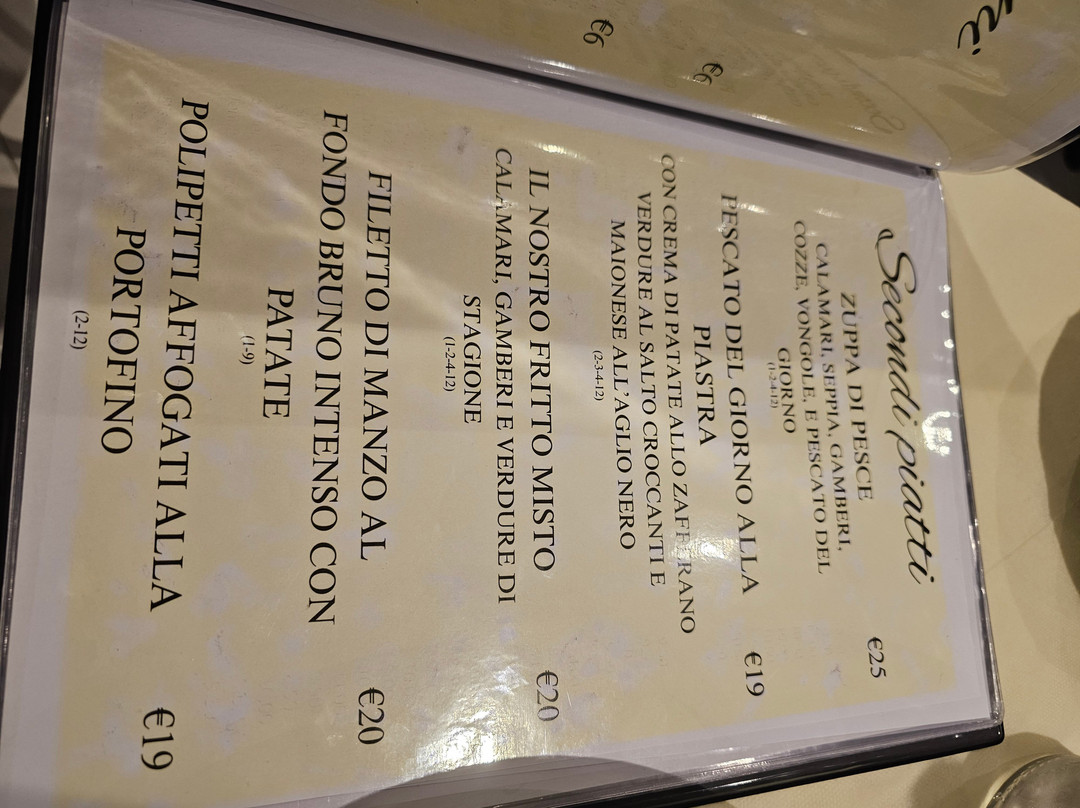 Secondi piatti
ZUPPA DI PESCE €25
CALAMARI, SEPPIA, GAMBERI,
COZZE, VONGOLE, E PESCATO DEL
GIORNO
(1-2-4-12)
PESCATO DEL GIORNO ALLA €19
PIASTRA
CON CREMA DI PATATE ALLO ZAFFERANO
VERDURE AL SALTO CROCCANTI E
MAIONESE ALL'AGLIO NERO
(2-3-4-12)
IL NOSTRO FRITTO MISTO €20
CALAMARI, GAMBERI E VERDURE DI
STAGIONE
(1-2-4-12)
FILETTO DI MANZO AL €20
FONDO BRUNO INTENSO CON
PATATE
(1-9)
POLIPETTI AFFOGATI ALLA €19
PORTOFINO
(2-12)
€6
€6